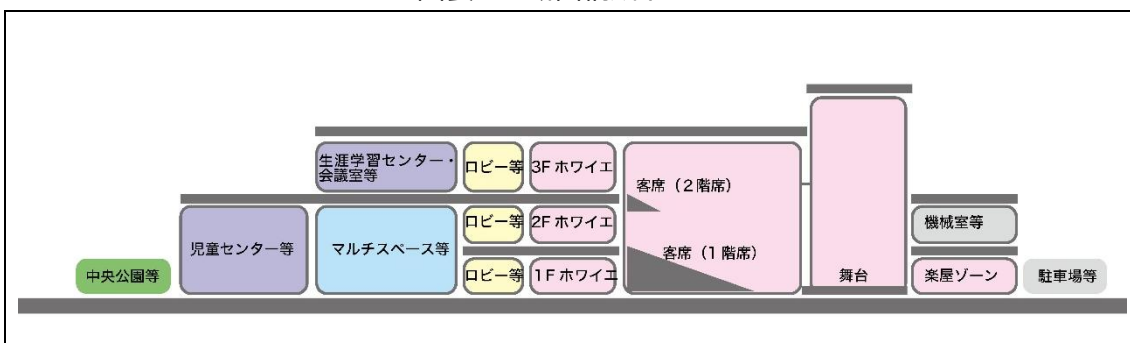 生涯学習センター・
会議室等
ロビー等
3F ホワイエ
客席（2 階席）
児童センター等
マルチスペース等
ロビー等
2F ホワイエ
機械室等
客席（1 階席）
中央公園等
ロビー等
1F ホワイエ
舞台
楽屋ゾーン
駐車場等